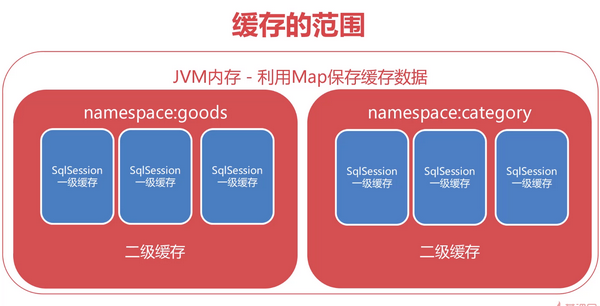 缓存的范围
JVM内存 - 利用Map保存缓存数据
namespace:goods
SqlSession
一级缓存
SqlSession
一级缓存
SqlSession
一级缓存
二级缓存
namespace:category
SqlSession
一级缓存
SqlSession
一级缓存
SqlSession
一级缓存
二级缓存